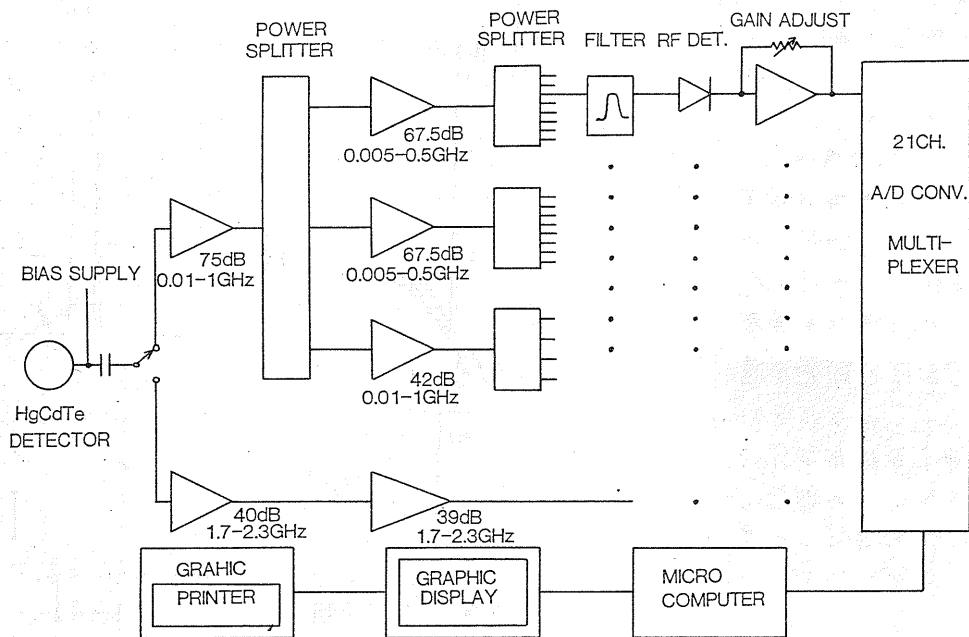 POWER
SPLITTER
POWER
SPLITTER
FILTER RF DET.
GAIN ADJUST
67.5dB
0.005-0.5GHz
21CH.
A/D CONV.
MULTI-
PLEXER
75dB
0.01-1GHz
67.5dB
0.005-0.5GHz
BIAS SUPPLY
42dB
0.01-1GHz
HgCdTe
DETECTOR
40dB
1.7-2.3GHz
39dB
1.7-2.3GHz
GRAHIC
PRINTER
GRAPHIC
DISPLAY
MICRO
COMPUTER